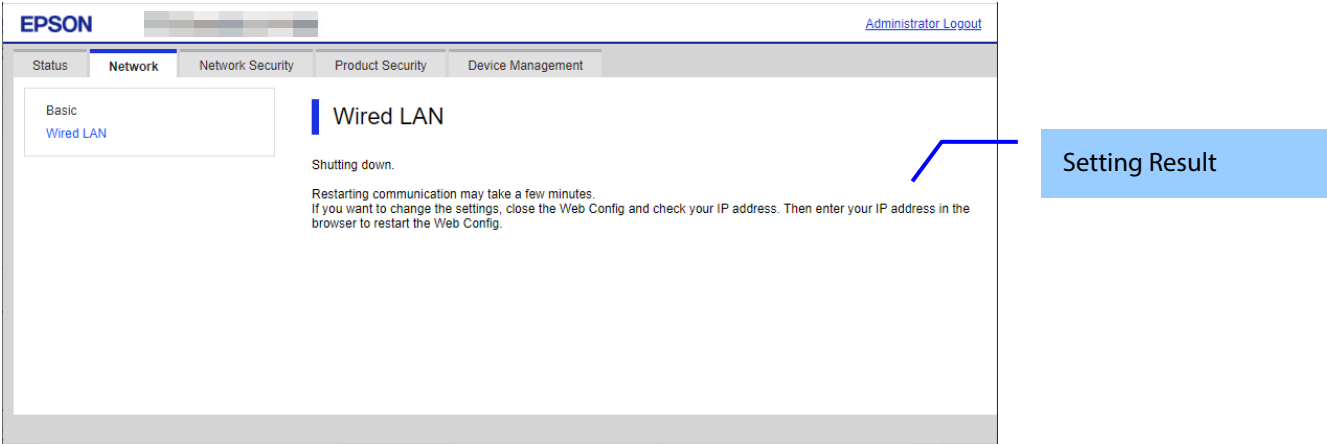 EPSON
Administrator Logout
Status Network Network Security Product Security Device Management
Basic
Wired LAN
Wired LAN
Shutting down.
Restarting communication may take a few minutes.
If you want to change the settings, close the Web Config and check your IP address. Then enter your IP address in the
browser to restart the Web Config.
Setting Result